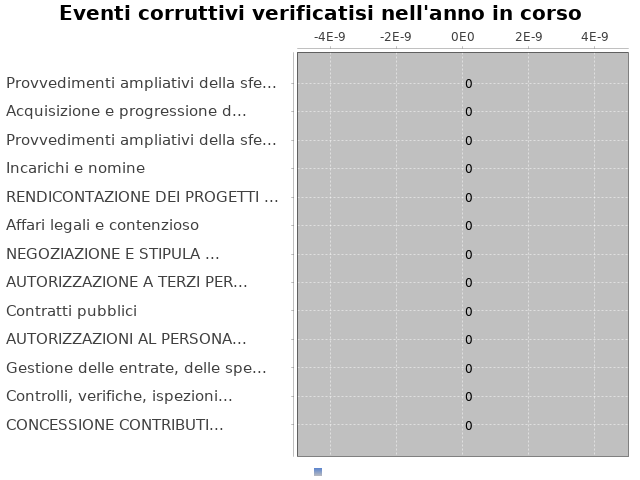 Eventi corruttivi verificatisi nell'anno in corso
-4E-9 -2E-9 0E0 2E-9 4E-9
Provvedimenti ampliativi della sfe... 0
Acquisizione e progressione d... 0
Provvedimenti ampliativi della sfe... 0
Incarichi e nomine 0
RENDICONTAZIONE DEI PROGETTI ... 0
Affari legali e contenzioso 0
NEGOZIAZIONE E STIPULA ... 0
AUTORIZZAZIONE A TERZI PER... 0
Contratti pubblici 0
AUTORIZZAZIONI AL PERSONA... 0
Gestione delle entrate, delle spe... 0
Controlli, verifiche, ispezioni... 0
CONCESSIONE CONTRIBUTI... 0